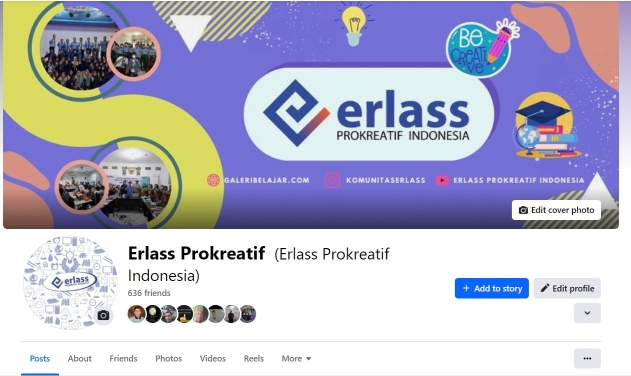 BE
CREATIVE
erlass
PROKREATIF INDONESIA
GALERIBELAJAR.COM KOMUNITASERLASS ERLASS PROKREATIF INDONESIA
Edit cover photo
erlass
Erlass Prokreatif (Erlass Prokreatif
Indonesia)
636 friends
+ Add to story Edit profile
Posts About Friends Photos Videos Reels More